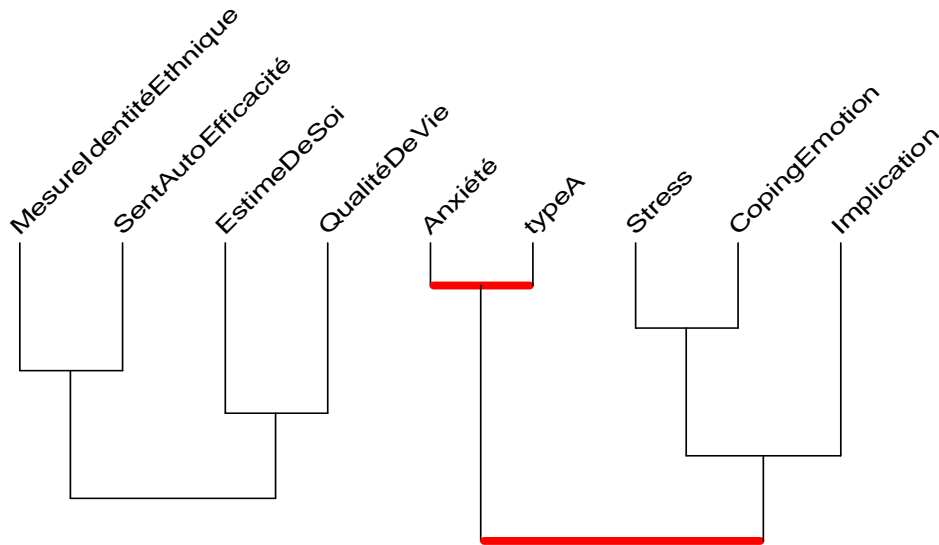 MesureIdentitéEthnique
SentAutoEfficacité
EstimeDeSoi
QualitéDeVie
Anxiété
typeA
Stress
CopingEmotion
Implication